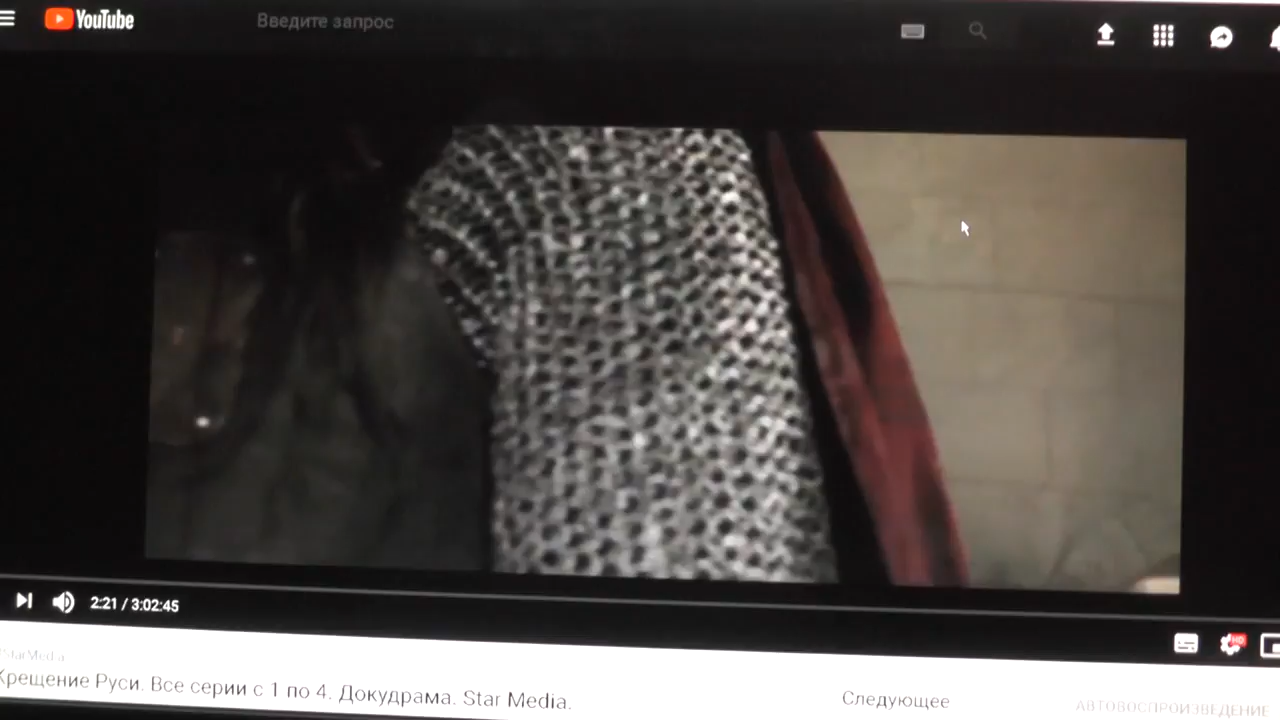 YouTube
Введите запрос
2:21 / 3:02:45
HD
#StarMedia
Крещение Руси. Все серии с 1 по 4. Докудрама. Star Media.
Следующее
АВТОВОСПРОИЗВЕДЕНИЕ